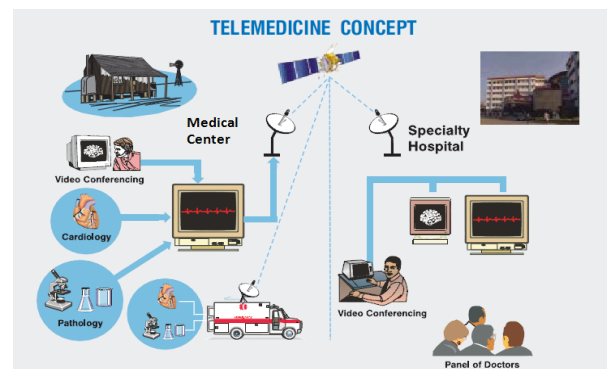 TELEMEDICINE CONCEPT
Medical
Center
Specialty
Hospital
Video Conferencing
Cardiology
Pathology
Video Conferencing
Panel of Doctors